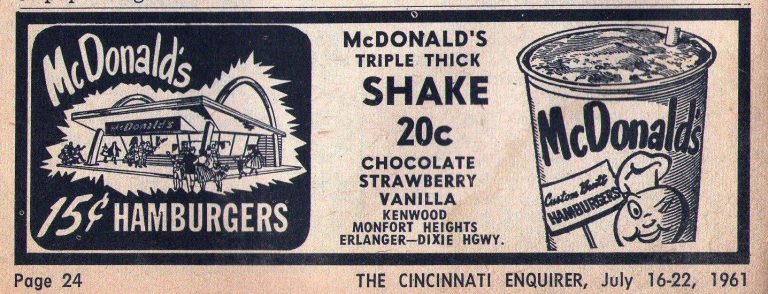 McDonald's
McDonald's
15¢ HAMBURGERS
McDONALD'S
TRIPLE THICK
SHAKE
20c
CHOCOLATE
STRAWBERRY
VANILLA
KENWOOD
MONFORT HEIGHTS
ERLANGER—DIXIE HGWY.
McDonald's
Custom Built
HAMBURGERS
Page 24
THE CINCINNATI ENQUIRER, July 16-22, 1961